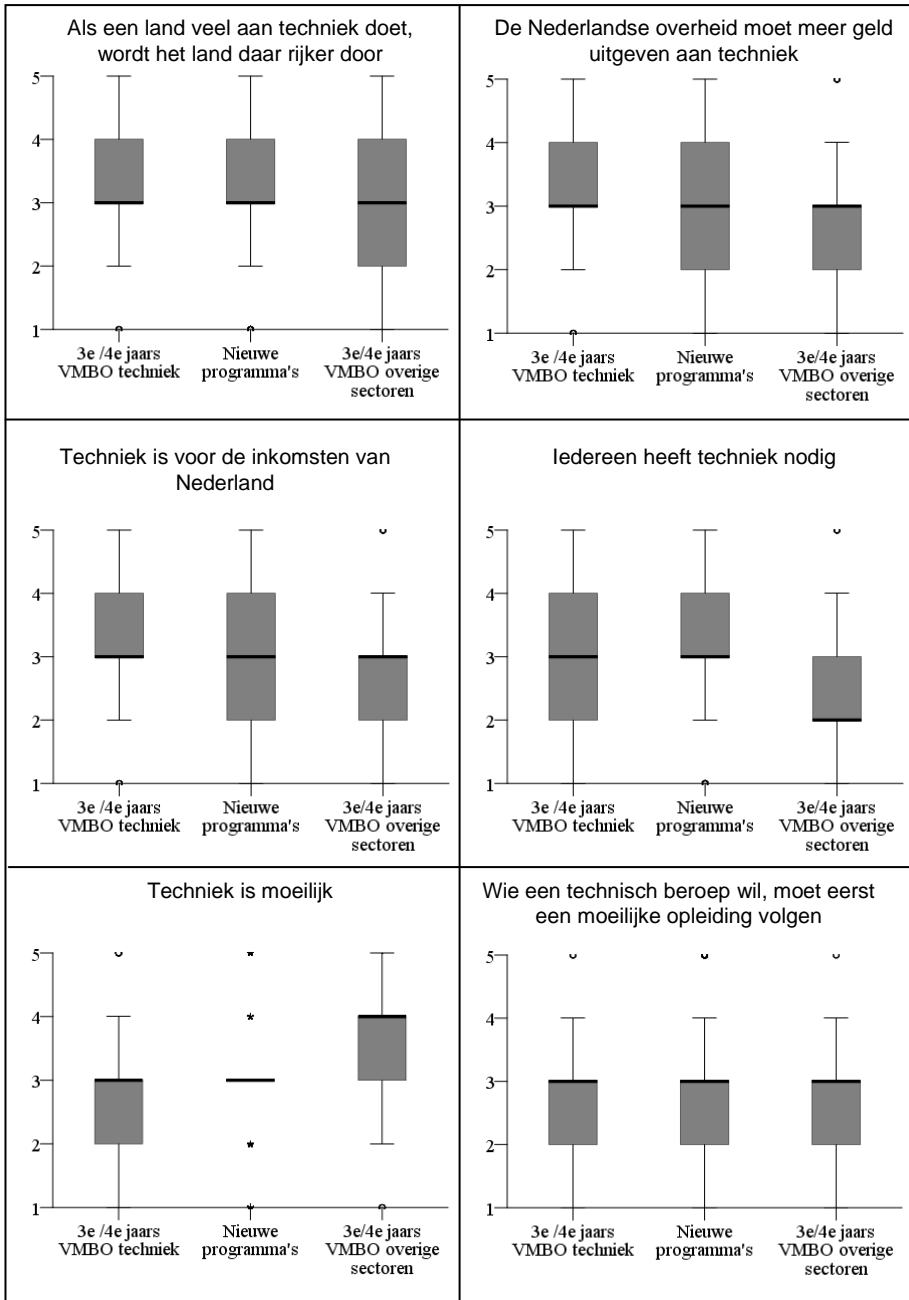 Als een land veel aan techniek doet,
wordt het land daar rijker door
5
4
3
2
1
3e /4e jaars
VMBO techniek
Nieuwe
programma's
3e/4e jaars
VMBO overige
sectoren
De Nederlandse overheid moet meer geld
uitgeven aan techniek
5
4
3
2
1
3e /4e jaars
VMBO techniek
Nieuwe
programma's
3e/4e jaars
VMBO overige
sectoren
Techniek is voor de inkomsten van
Nederland
5
4
3
2
1
3e /4e jaars
VMBO techniek
Nieuwe
programma's
3e/4e jaars
VMBO overige
sectoren
Iedereen heeft techniek nodig
5
4
3
2
1
3e /4e jaars
VMBO techniek
Nieuwe
programma's
3e/4e jaars
VMBO overige
sectoren
Techniek is moeilijk
5
4
3
2
1
3e /4e jaars
VMBO techniek
Nieuwe
programma's
3e/4e jaars
VMBO overige
sectoren
Wie een technisch beroep wil, moet eerst
een moeilijke opleiding volgen
5
4
3
2
1
3e /4e jaars
VMBO techniek
Nieuwe
programma's
3e/4e jaars
VMBO overige
sectoren